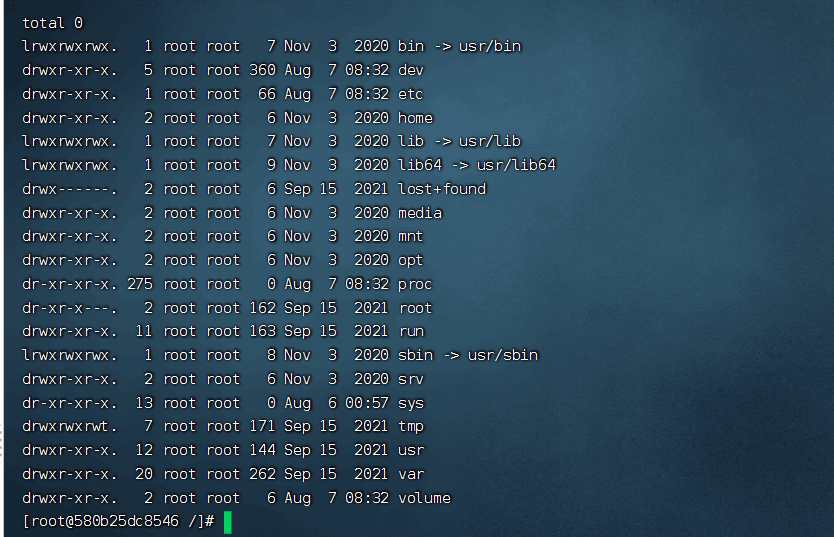 total 0
lrwxrwxrwx.   1 root root   7 Nov  3  2020 bin -> usr/bin
drwxr-xr-x.   5 root root 360 Aug  7 08:32 dev
drwxr-xr-x.   1 root root  66 Aug  7 08:32 etc
drwxr-xr-x.   2 root root   6 Nov  3  2020 home
lrwxrwxrwx.   1 root root   7 Nov  3  2020 lib -> usr/lib
lrwxrwxrwx.   1 root root   9 Nov  3  2020 lib64 -> usr/lib64
drwx------.   2 root root   6 Sep 15  2021 lost+found
drwxr-xr-x.   2 root root   6 Nov  3  2020 media
drwxr-xr-x.   2 root root   6 Nov  3  2020 mnt
drwxr-xr-x.   2 root root   6 Nov  3  2020 opt
dr-xr-xr-x. 275 root root   0 Aug  7 08:32 proc
dr-xr-x---.   2 root root 162 Sep 15  2021 root
drwxr-xr-x.  11 root root 163 Sep 15  2021 run
lrwxrwxrwx.   1 root root   8 Nov  3  2020 sbin -> usr/sbin
drwxr-xr-x.   2 root root   6 Nov  3  2020 srv
dr-xr-xr-x.  13 root root   0 Aug  6 00:57 sys
drwxrwxrwt.   7 root root 171 Sep 15  2021 tmp
drwxr-xr-x.  12 root root 144 Sep 15  2021 usr
drwxr-xr-x.  20 root root 262 Sep 15  2021 var
drwxr-xr-x.   2 root root   6 Aug  7 08:32 volume
[root@580b25dc8546 /]#